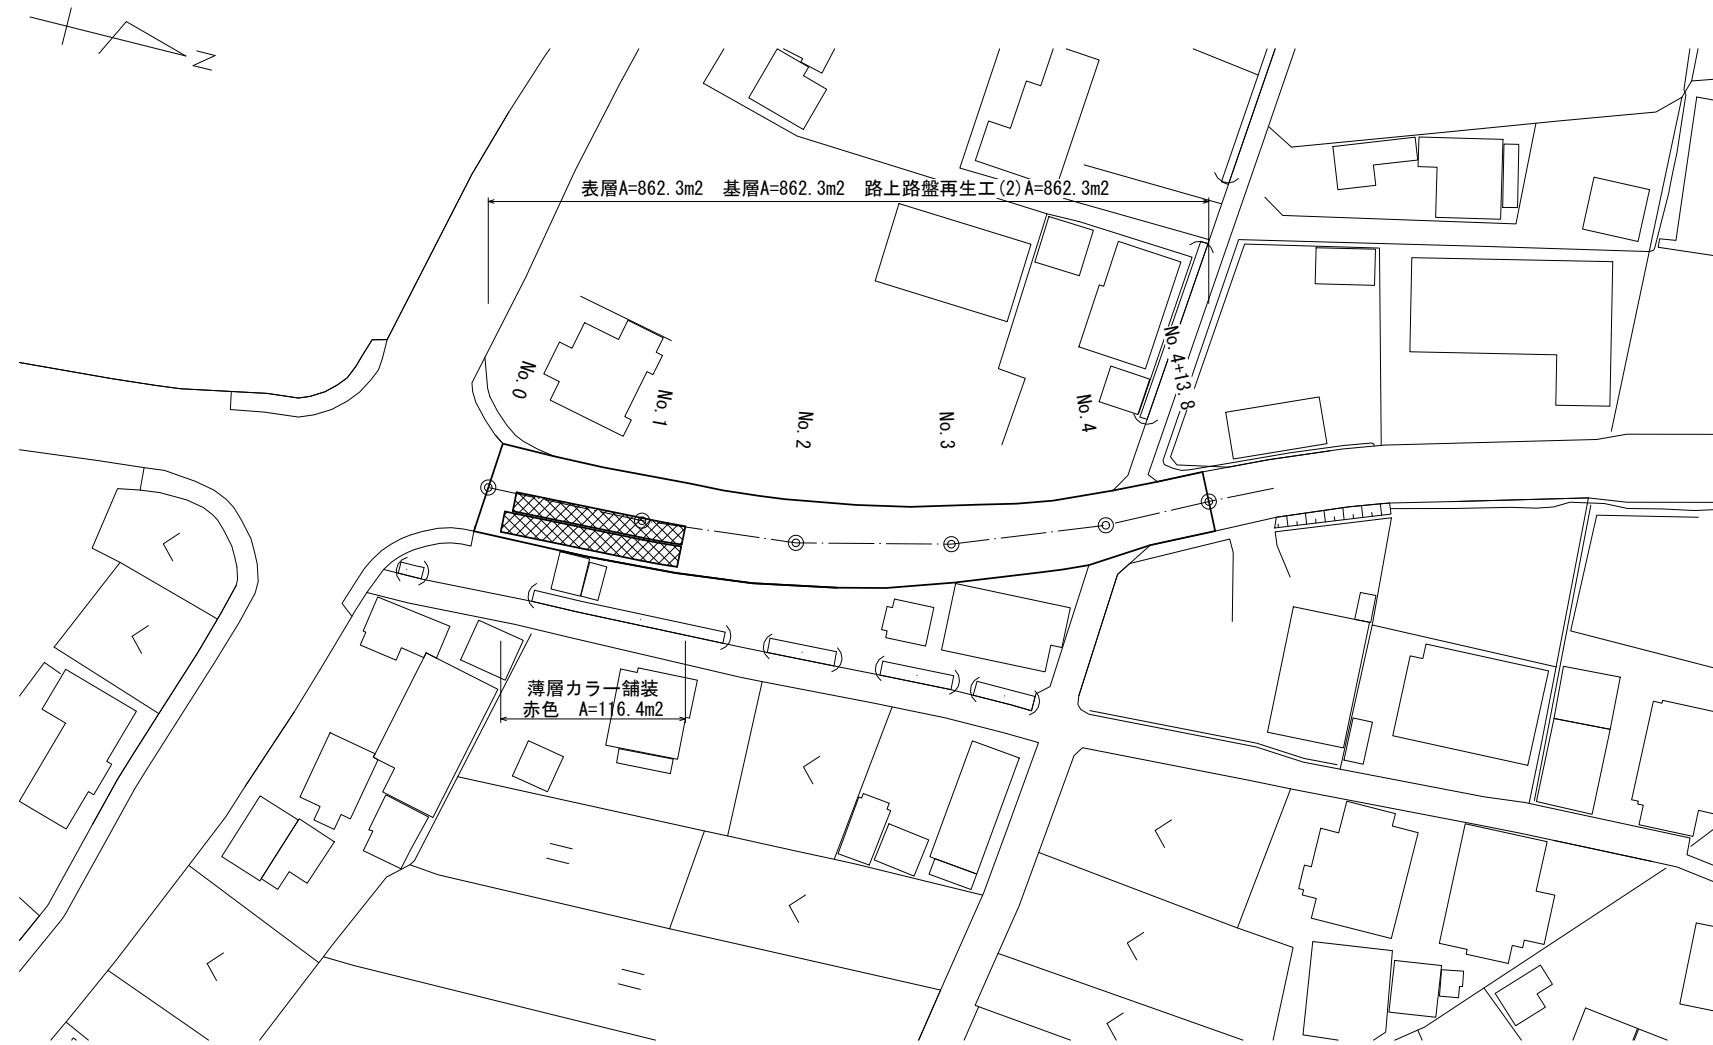 N
表層A=862.3m2　基層A=862.3m2　路上路盤再生工(2)A=862.3m2
No.0
No.1
No.2
No.3
No.4
No.4+13.8
薄層カラー舗装
赤色　A=116.4m2